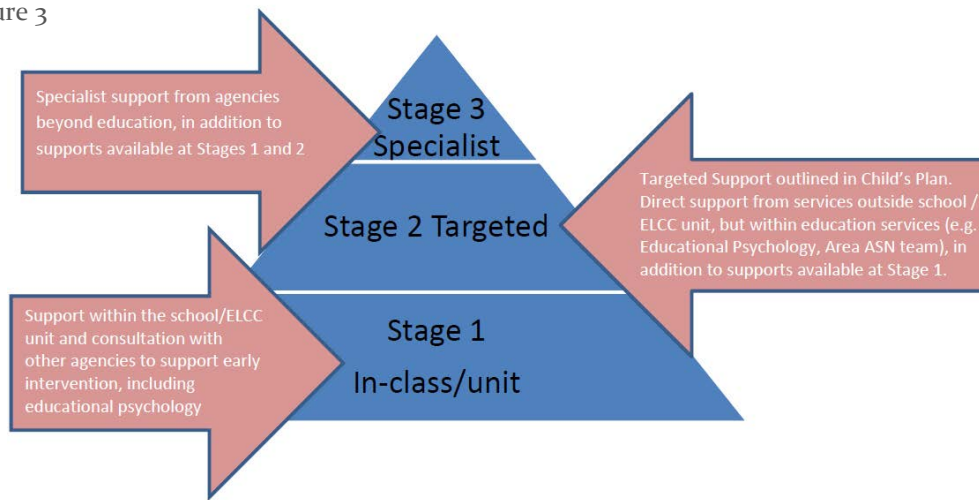 ure 3
Specialist support from agencies
beyond education, in addition to
supports available at Stages 1 and 2
Stage 3
Specialist
Targeted Support outlined in Child's Plan.
Direct support from services outside school /
ELCC unit, but within education services (e.g.
Educational Psychology, Area ASN team), in
addition to supports available at Stage 1.
Stage 2 Targeted
Support within the school/ELCC
unit and consultation with
other agencies to support early
intervention, including
educational psychology
Stage 1
In-class/unit